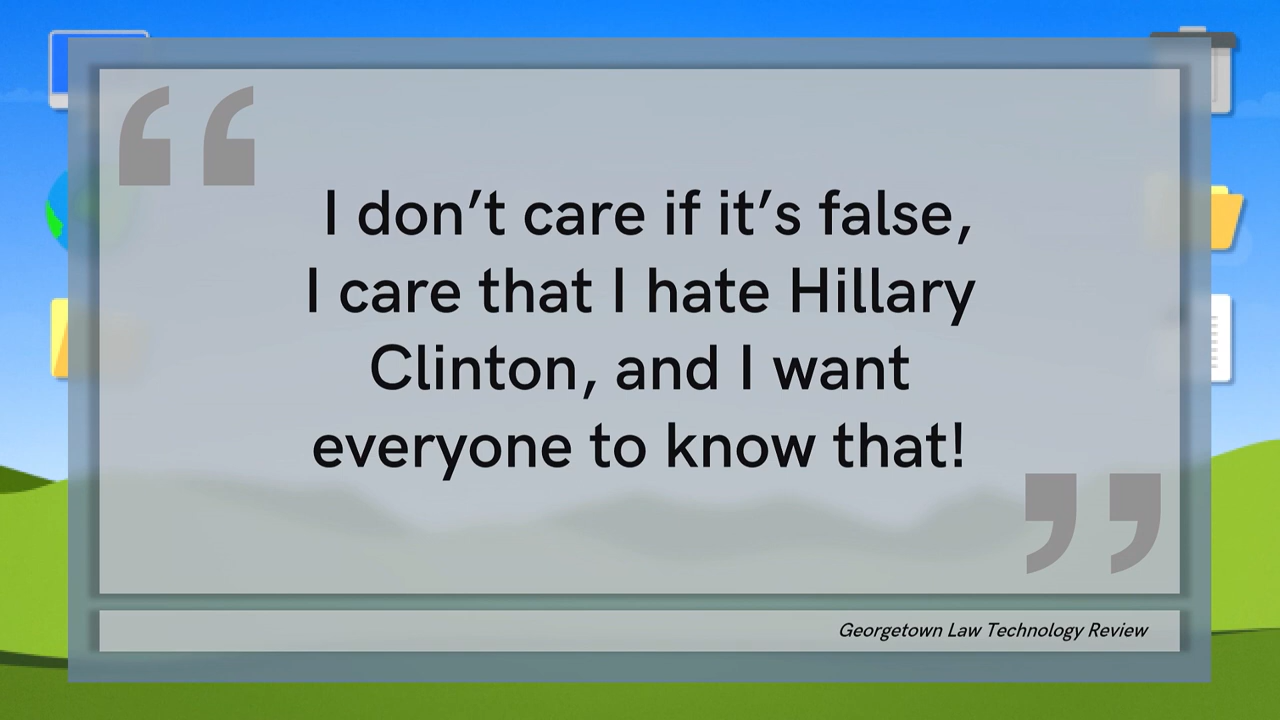 “
I don’t care if it’s false,
I care that I hate Hillary
Clinton, and I want
everyone to know that!
”
Georgetown Law Technology Review